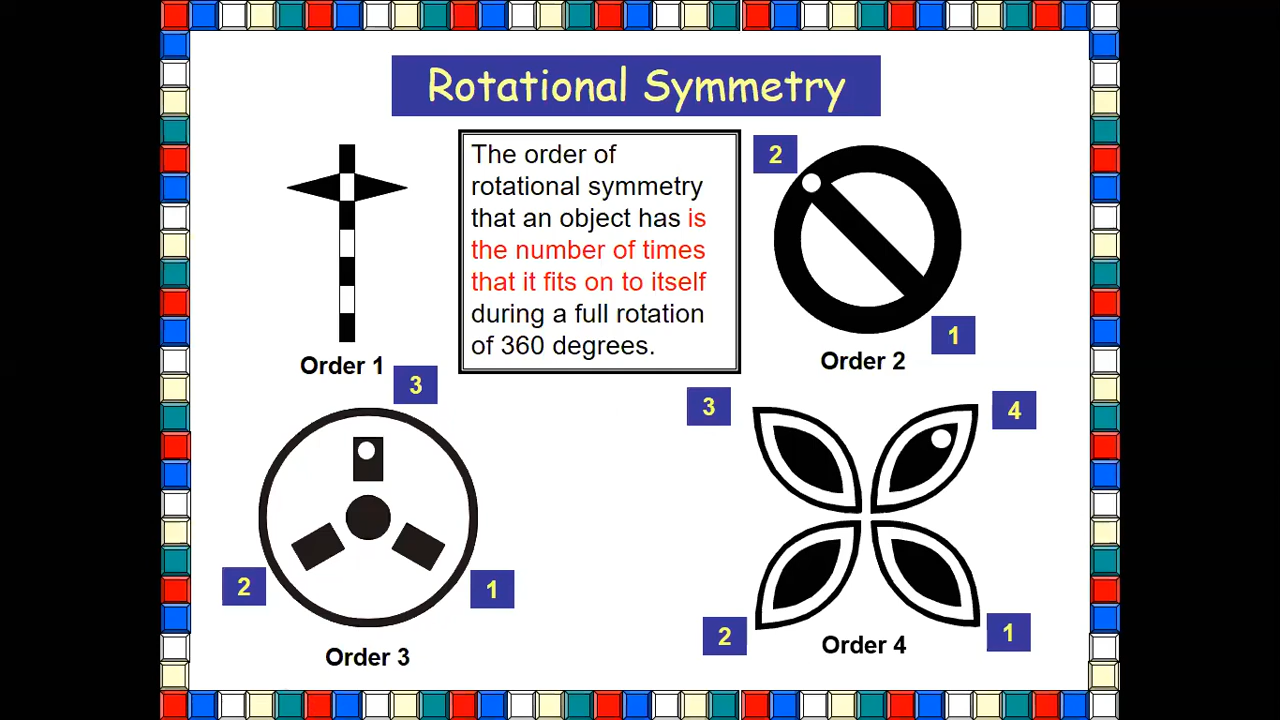 Rotational Symmetry
The order of
rotational symmetry
that an object has is
the number of times
that it fits on to itself
during a full rotation
of 360 degrees.
Order 1
2
1
Order 2
3
2
1
Order 3
3
4
2
1
Order 4